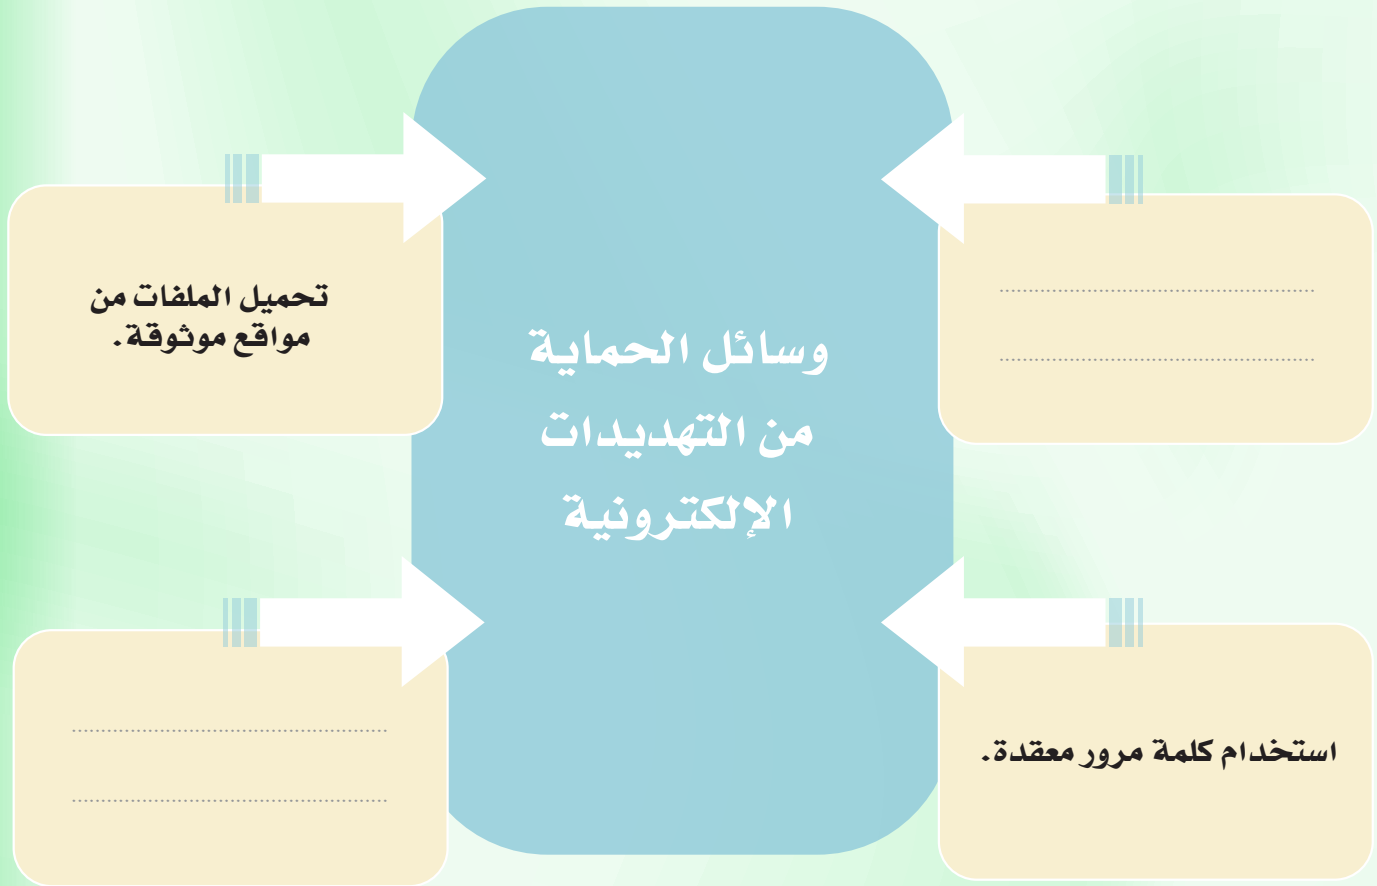 وسائل الحماية
من التهديدات
الإلكترونية
تحميل الملفات من
مواقع موثوقة.
استخدام كلمة مرور معقدة.